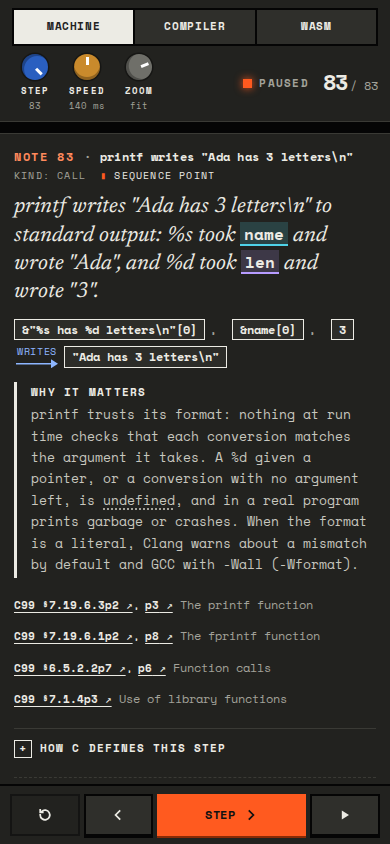 MACHINE COMPILER WASM
STEP SPEED ZOOM
83 140 ms fit
PAUSED 83 / 83
NOTE 83 · printf writes "Ada has 3 letters\n"
KIND: CALL SEQUENCE POINT
printf writes "Ada has 3 letters\n" to
standard output: %s took name and
wrote "Ada", and %d took len and
wrote "3".
&"%s has %d letters\n"[0] , &name[0] , 3
WRITES "Ada has 3 letters\n"
WHY IT MATTERS
printf trusts its format: nothing at run
time checks that each conversion matches
the argument it takes. A %d given a
pointer, or a conversion with no argument
left, is undefined, and in a real program
prints garbage or crashes. When the format
is a literal, Clang warns about a mismatch
by default and GCC with -Wall (-Wformat).
C99 §7.19.6.3p2 ↗, p3 ↗ The printf function
C99 §7.19.6.1p2 ↗, p8 ↗ The fprintf function
C99 §6.5.2.2p7 ↗, p6 ↗ Function calls
C99 §7.1.4p3 ↗ Use of library functions
+ HOW C DEFINES THIS STEP
STEP